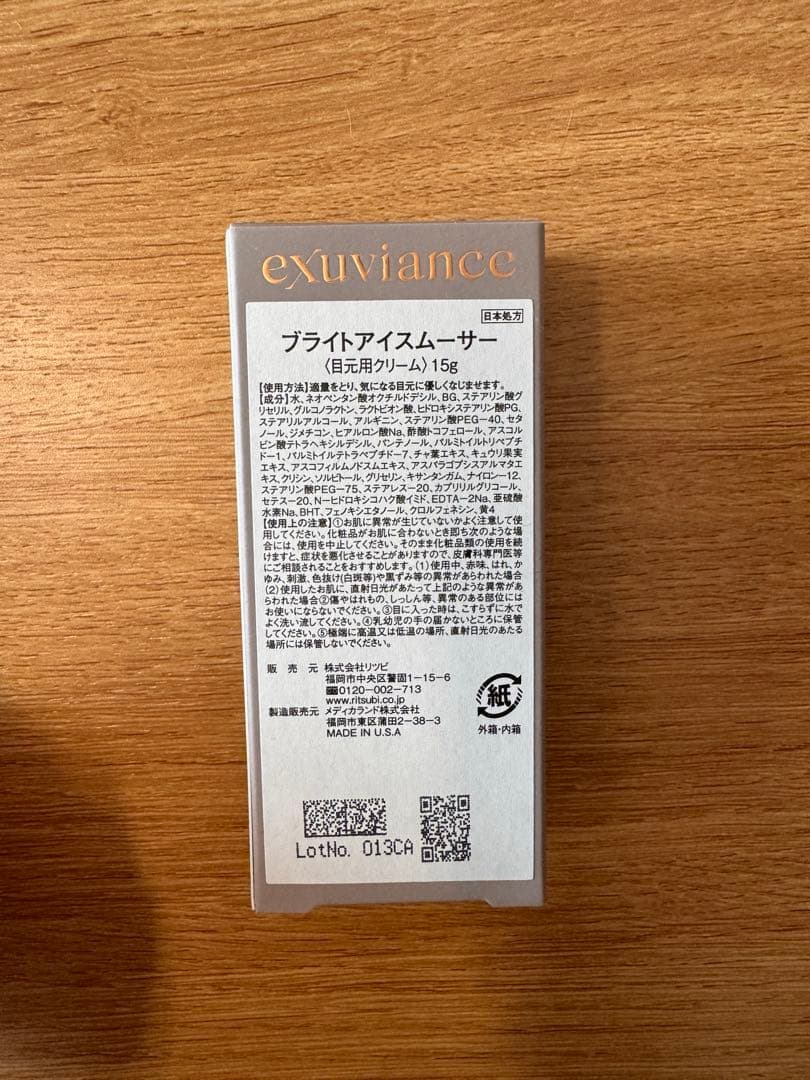 exuviance
日本処方
ブライトアイスムーサー
〈目元用クリーム〉15g
【使用方法】適量をとり、気になる目元に優しくなじませます。
【成分】水、ネオペンタン酸オクチルドデシル、BG、ステアリン酸
グリセリル、グルコノラクトン、ラクトビオン酸、ヒドロキシステアリン酸PG、
ステアリルアルコール、アルギニン、ステアリン酸PEG-40、セタ
ノール、ジメチコン、ヒアルロン酸Na、酢酸トコフェロール、アスコル
ビン酸テトラヘキシルデシル、パンテノール、パルミトイルトリペプ
チド-1、パルミトイルテトラペプチド-7、チャ葉エキス、キュウリ果実
エキス、アスコフィルムノドスムエキス、アスパラゴプシスアルマタエ
キス、クリシン、ソルビトール、グリセリン、キサンタンガム、ナイロン-12、
ステアリン酸PEG-75、ステアレス-20、カプリリルグリコール、
セテス-20、N-ヒドロキシコハク酸イミド、EDTA-2Na、亜硫酸
水素Na、BHT、フェノキシエタノール、クロルフェネシン、黄4
【使用上の注意】①お肌に異常が生じていないかよく注意して使
用してください。化粧品がお肌に合わないとき即ち次のような場
合には、使用を中止してください。そのまま化粧品類の使用を続
けますと、症状を悪化させることがありますので、皮膚科専門医等
にご相談されることをおすすめします。(1)使用中、赤味、はれ、か
ゆみ、刺激、色抜け(白斑等)や黒ずみ等の異常があらわれた場合
(2)使用したお肌に、直射日光があたって上記のような異常があ
らわれた場合②傷やはれもの、しっしん等、異常のある部位には
お使いにならないでください。③目に入った時は、こすらずに水で
よく洗い流してください。④乳幼児の手の届かないところに保管
してください。⑤極端に高温又は低温の場所、直射日光のあたる
場所には保管しないでください。
販売元 株式会社リツビ
福岡市中央区警固1-15-6
0120-002-713
www.ritsubi.co.jp
製造販売元 メディカランド株式会社
福岡市東区蒲田2-38-3
MADE IN U.S.A
紙
外箱・内箱
LotNo. 013CA